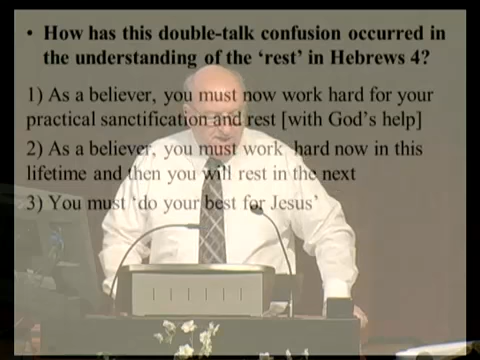 • How has this double-talk confusion occurred in
the understanding of the ‘rest’ in Hebrews 4?
1) As a believer, you must now work hard for your
practical sanctification and rest [with God’s help]
2) As a believer, you must work hard now in this
lifetime and then you will rest in the next
3) You must ‘do your best for Jesus’